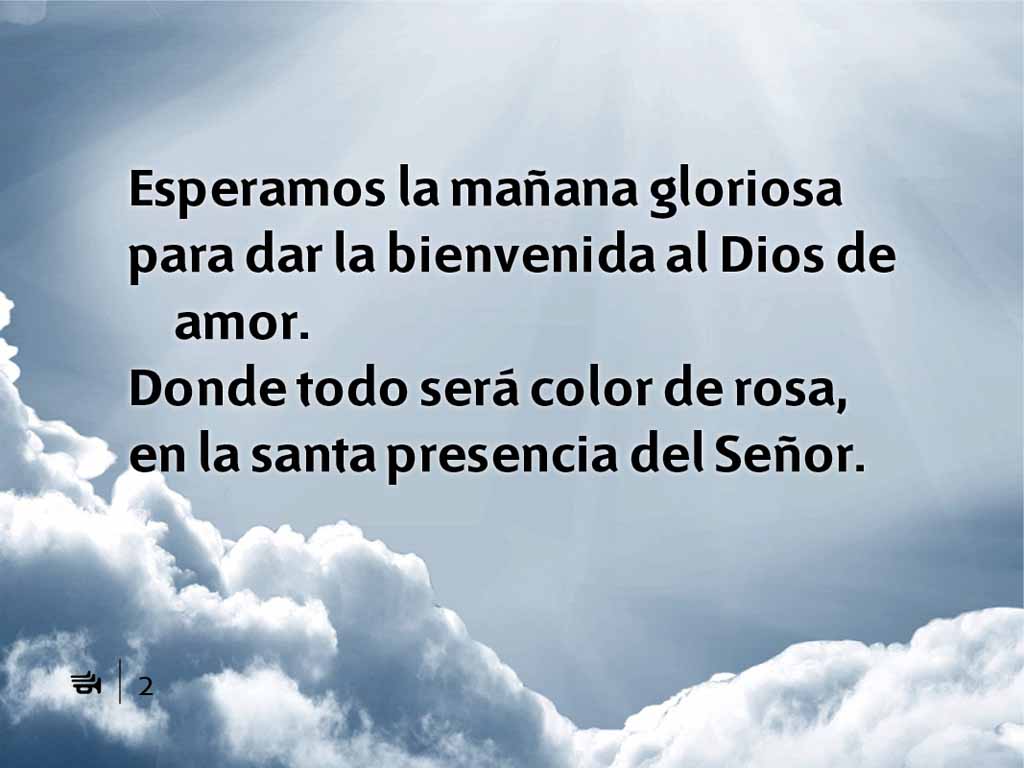 Esperamos la mañana gloriosa
para dar la bienvenida al Dios de
amor.
Donde todo será color de rosa,
en la santa presencia del Señor.
2